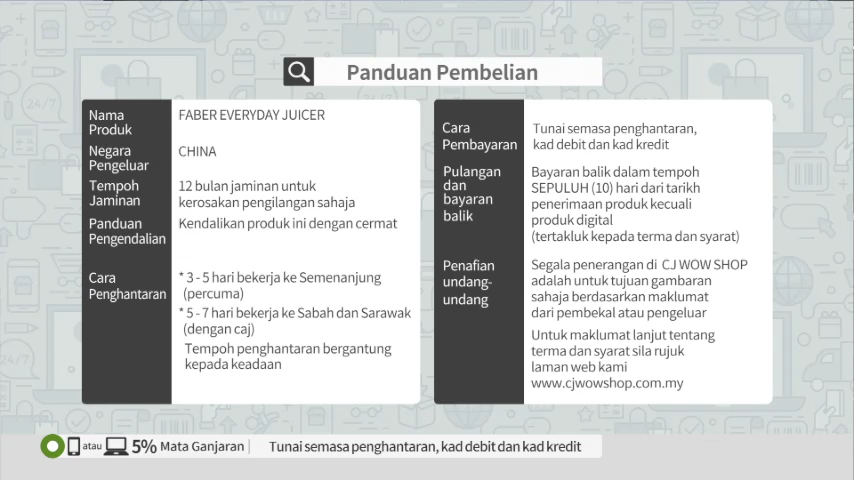 Panduan Pembelian
Nama
Produk
FABER EVERYDAY JUICER
Negara
Pengeluar
CHINA
Tempoh
Jaminan
12 bulan jaminan untuk
kerosakan pengilangan sahaja
Panduan
Pengendalian
Kendalikan produk ini dengan cermat
Cara
Penghantaran
* 3 - 5 hari bekerja ke Semenanjung
(percuma)
* 5 - 7 hari bekerja ke Sabah dan Sarawak
(dengan caj)
Tempoh penghantaran bergantung
kepada keadaan
Cara
Pembayaran
Tunai semasa penghantaran,
kad debit dan kad kredit
Pulangan
dan
bayaran
balik
Bayaran balik dalam tempoh
SEPULUH (10) hari dari tarikh
penerimaan produk kecuali
produk digital
(tertakluk kepada terma dan syarat)
Penafian
undang-
undang
Segala penerangan di CJ WOW SHOP
adalah untuk tujuan gambaran
sahaja berdasarkan maklumat
dari pembekal atau pengeluar
Untuk maklumat lanjut tentang
terma dan syarat sila rujuk
laman web kami
www.cjwowshop.com.my
atau 5% Mata Ganjaran | Tunai semasa penghantaran, kad debit dan kad kredit